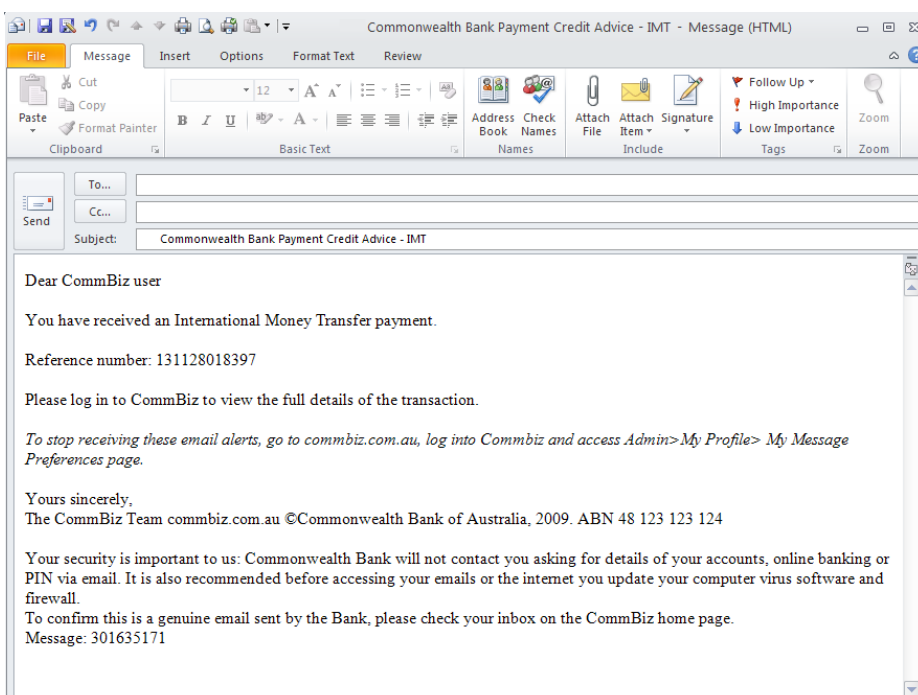 Commonwealth Bank Payment Credit Advice - IMT - Message (HTML)
File Message Insert Options Format Text Review
Paste
Cut
Copy
Format Painter
Clipboard
12 A A
B I U ab A
Basic Text
Address Book
Check Names
Names
Attach File
Attach Item
Signature
Include
Follow Up
High Importance
Low Importance
Tags
Zoom
Zoom
Send
To...
Cc...
Subject: Commonwealth Bank Payment Credit Advice - IMT
Dear CommBiz user
You have received an International Money Transfer payment.
Reference number: 131128018397
Please log in to CommBiz to view the full details of the transaction.
To stop receiving these email alerts, go to commbiz.com.au, log into Commbiz and access Admin>My Profile> My Message
Preferences page.
Yours sincerely,
The CommBiz Team commbiz.com.au ©Commonwealth Bank of Australia, 2009. ABN 48 123 123 124
Your security is important to us: Commonwealth Bank will not contact you asking for details of your accounts, online banking or
PIN via email. It is also recommended before accessing your emails or the internet you update your computer virus software and
firewall.
To confirm this is a genuine email sent by the Bank, please check your inbox on the CommBiz home page.
Message: 301635171